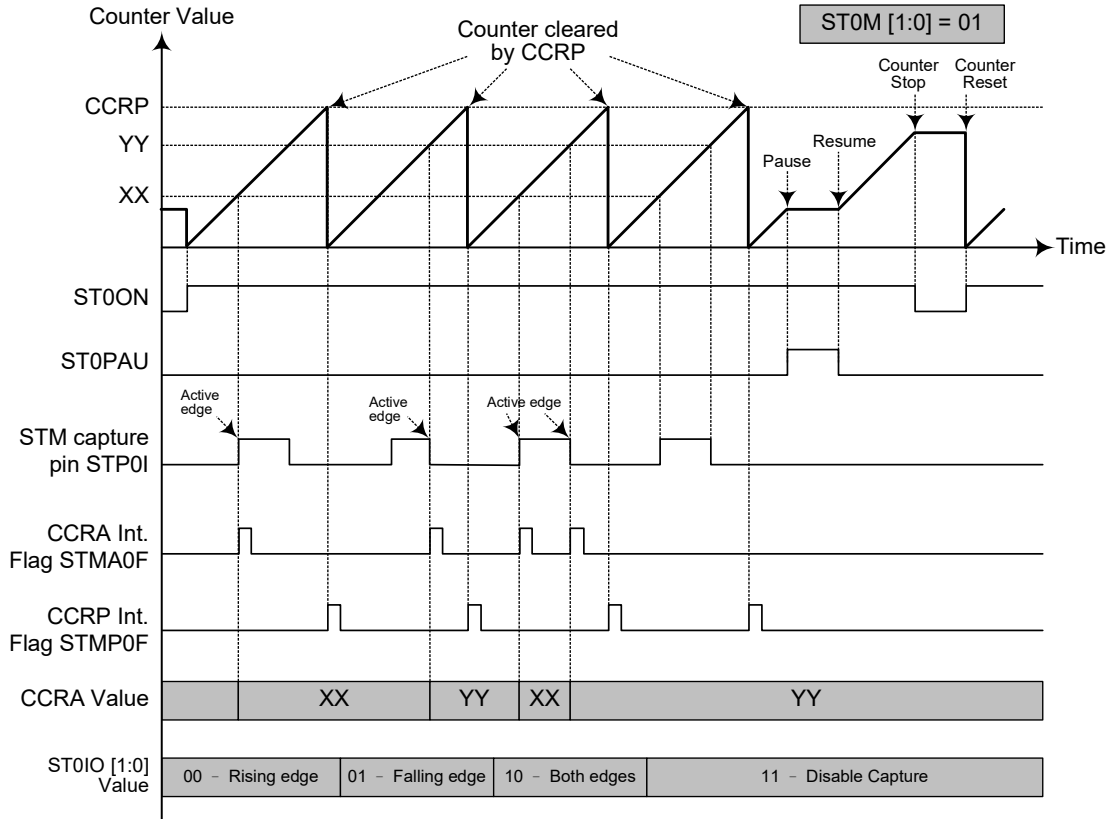 Counter Value
ST0M [1:0] = 01
Counter cleared
by CCRP
Counter
Stop
Counter
Reset
CCRP
YY
Resume
Pause
XX
Time
ST0ON
ST0PAU
Active
edge
Active
edge
Active edge
STM capture
pin STP0I
CCRA Int.
Flag STMA0F
CCRP Int.
Flag STMP0F
CCRA Value
XX
YY
XX
YY
ST0IO [1:0]
Value
00 - Rising edge
01 - Falling edge
10 - Both edges
11 - Disable Capture